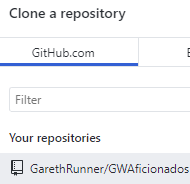 Clone a repository
GitHub.com
Filter
Your repositories
GarethRunner/GWAficionados